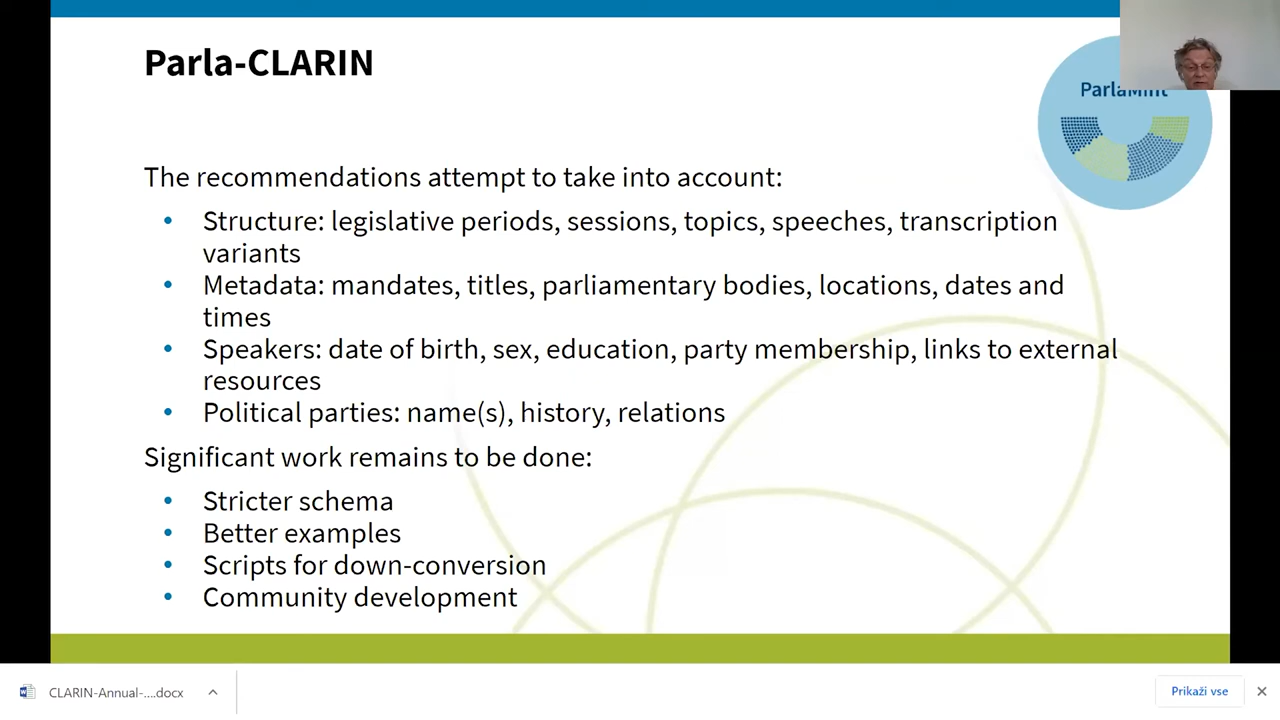 Parla-CLARIN
ParlaMint
The recommendations attempt to take into account:
• Structure: legislative periods, sessions, topics, speeches, transcription
variants
• Metadata: mandates, titles, parliamentary bodies, locations, dates and
times
• Speakers: date of birth, sex, education, party membership, links to external
resources
• Political parties: name(s), history, relations
Significant work remains to be done:
• Stricter schema
• Better examples
• Scripts for down-conversion
• Community development
CLARIN-Annual-....docx
Prikaži vse